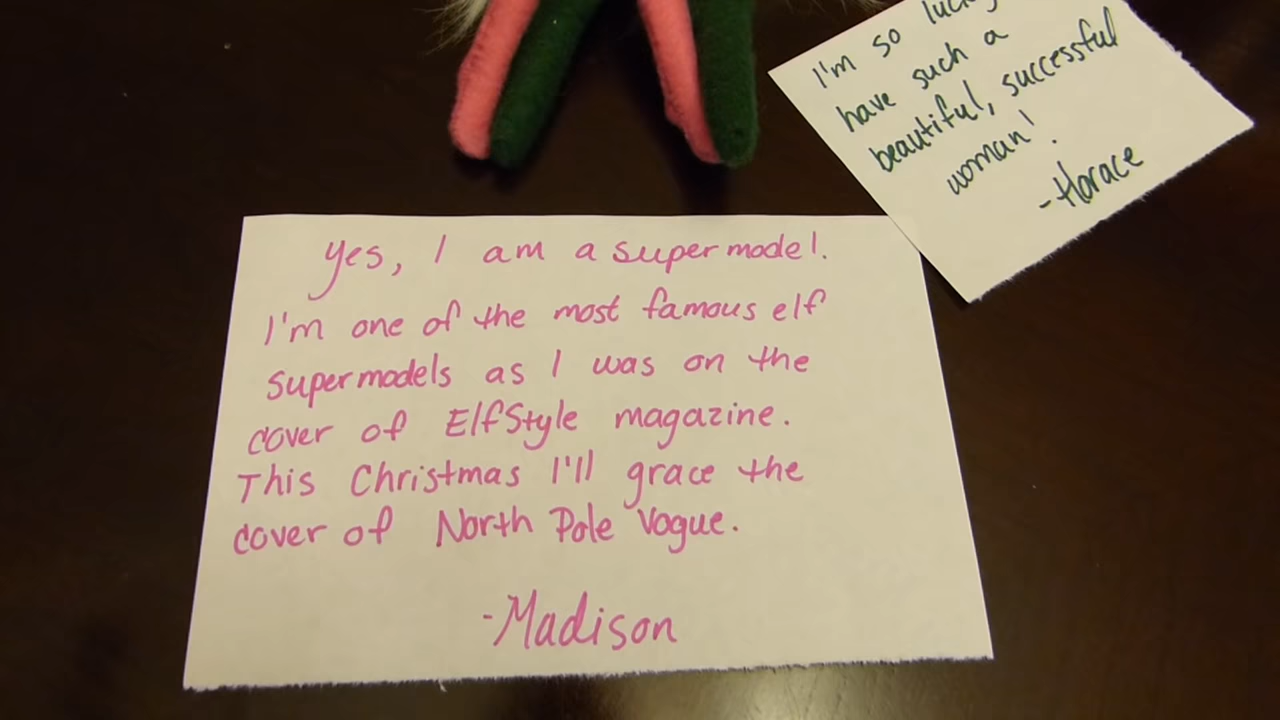 I'm so lucky
have such a
beautiful, successful
woman!
-Horace
Yes, I am a supermodel.
I'm one of the most famous elf
supermodels as I was on the
cover of ElfStyle magazine.
This Christmas I'll grace the
cover of North Pole Vogue.
-Madison